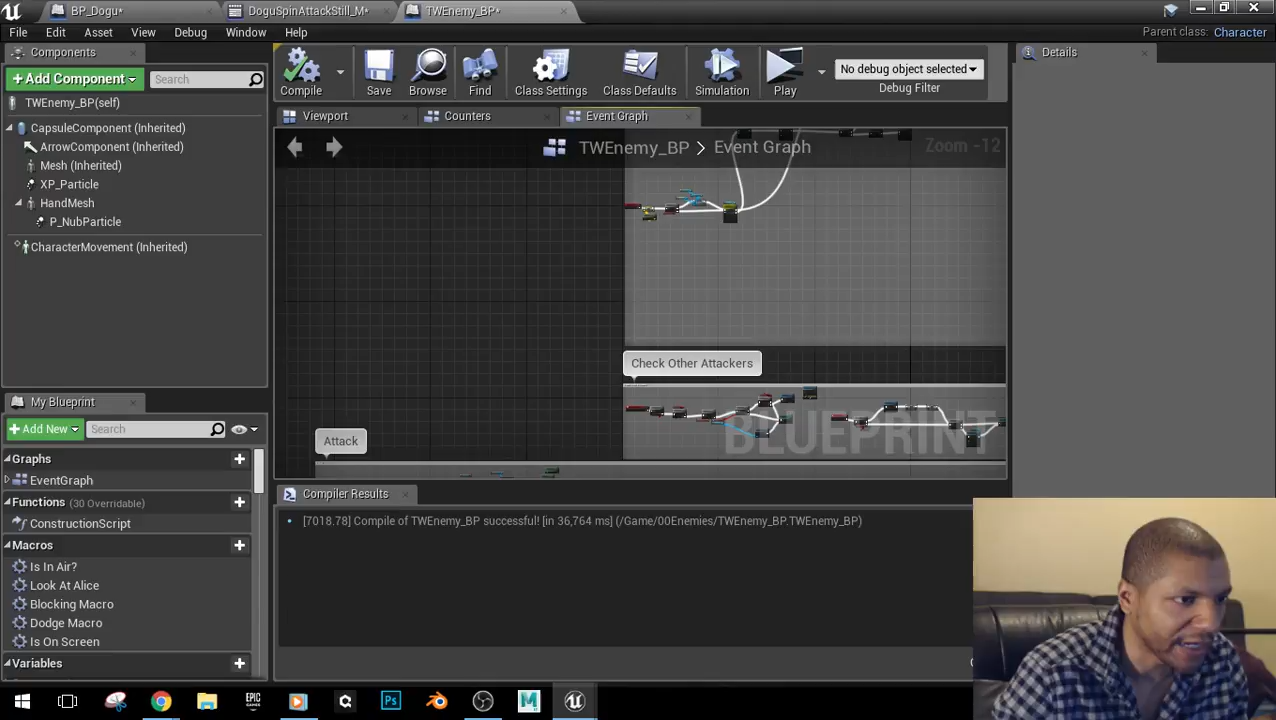 BP_Dogu*
DoguSpinAttackStill_M*
TWEnemy_BP*
File Edit Asset View Debug Window Help
Parent class: Character
Components
+Add Component
Search
TWEnemy_BP(self)
CapsuleComponent (Inherited)
ArrowComponent (Inherited)
Mesh (Inherited)
XP_Particle
HandMesh
P_NubParticle
CharacterMovement (Inherited)
Compile
Save
Browse
Find
Class Settings
Class Defaults
Simulation
Play
No debug object selected
Debug Filter
Details
Viewport
Counters
Event Graph
TWEnemy_BP > Event Graph
Zoom -12
Check Other Attackers
BLUEPRINT
Attack
My Blueprint
+Add New
Search
Graphs
EventGraph
Functions (30 Overridable)
ConstructionScript
Macros
Is In Air?
Look At Alice
Blocking Macro
Dodge Macro
Is On Screen
Variables
Compiler Results
[7018.78] Compile of TWEnemy_BP successful! [in 36,764 ms] (/Game/00Enemies/TWEnemy_BP.TWEnemy_BP)
EPIC
GAMES
Ps
M